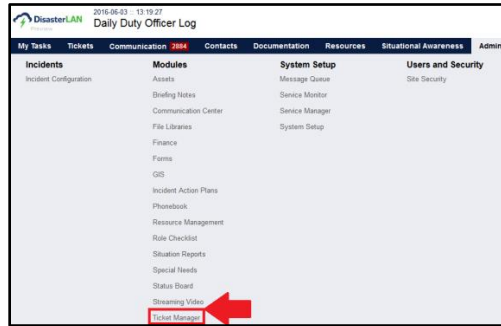 DisasterLAN
2016-06-03 :: 13:19:27
Daily Duty Officer Log
My Tasks Tickets Communication 2884 Contacts Documentation Resources Situational Awareness Admin
Incidents Modules System Setup Users and Security
Incident Configuration Assets Message Queue Site Security
Briefing Notes Service Monitor
Communication Center Service Manager
File Libraries System Setup
Finance
Forms
GIS
Incident Action Plans
Phonebook
Resource Management
Role Checklist
Situation Reports
Special Needs
Status Board
Streaming Video
Ticket Manager